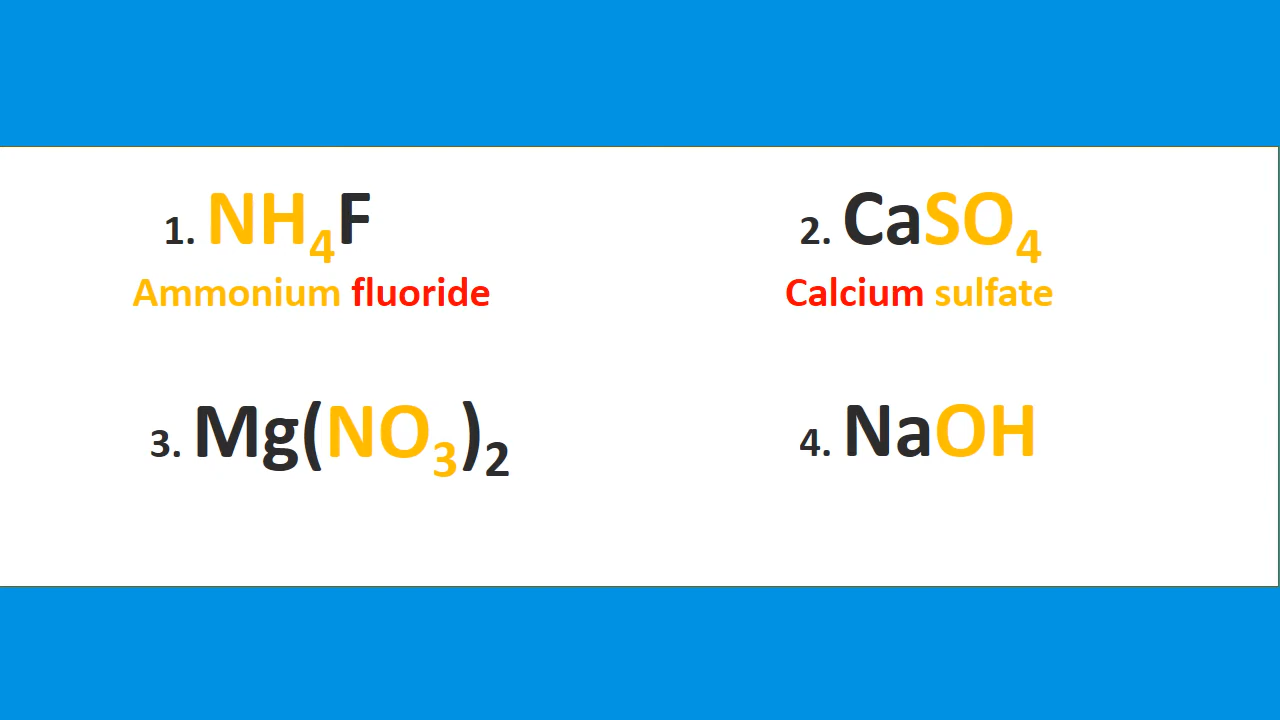 1. NH₄F
Ammonium fluoride
2. CaSO₄
Calcium sulfate
3. Mg(NO₃)₂
4. NaOH